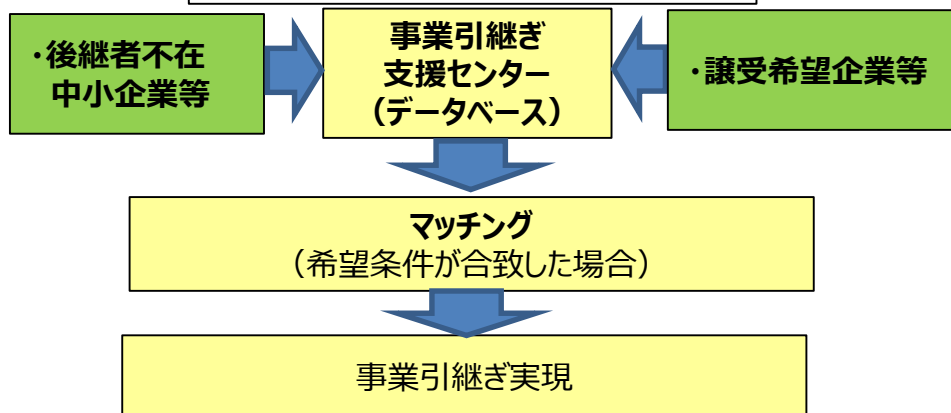 ・後継者不在
中小企業等
事業引継ぎ
支援センター
（データベース）
・譲受希望企業等
マッチング
（希望条件が合致した場合）
事業引継ぎ実現